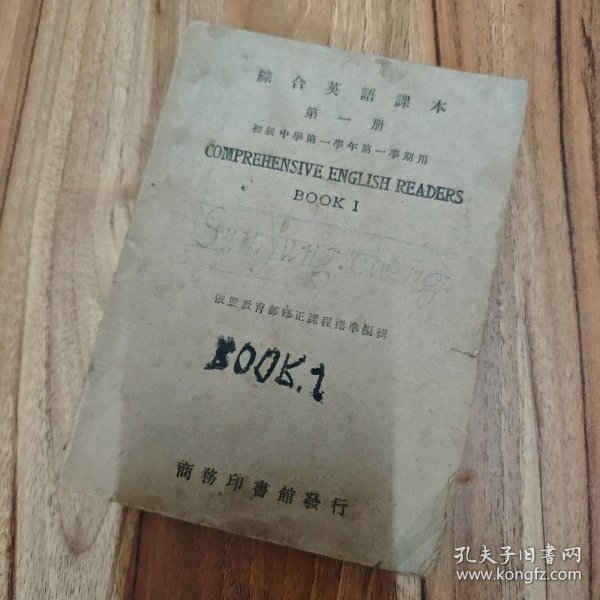 綜合英語課本
第一册
初級中學第一學年第一學期用
COMPREHENSIVE ENGLISH READERS
BOOK I
依照教育部修正課程標準編輯
BOOK.1
商務印書館發行
孔夫子旧书网
www.kongfz.com